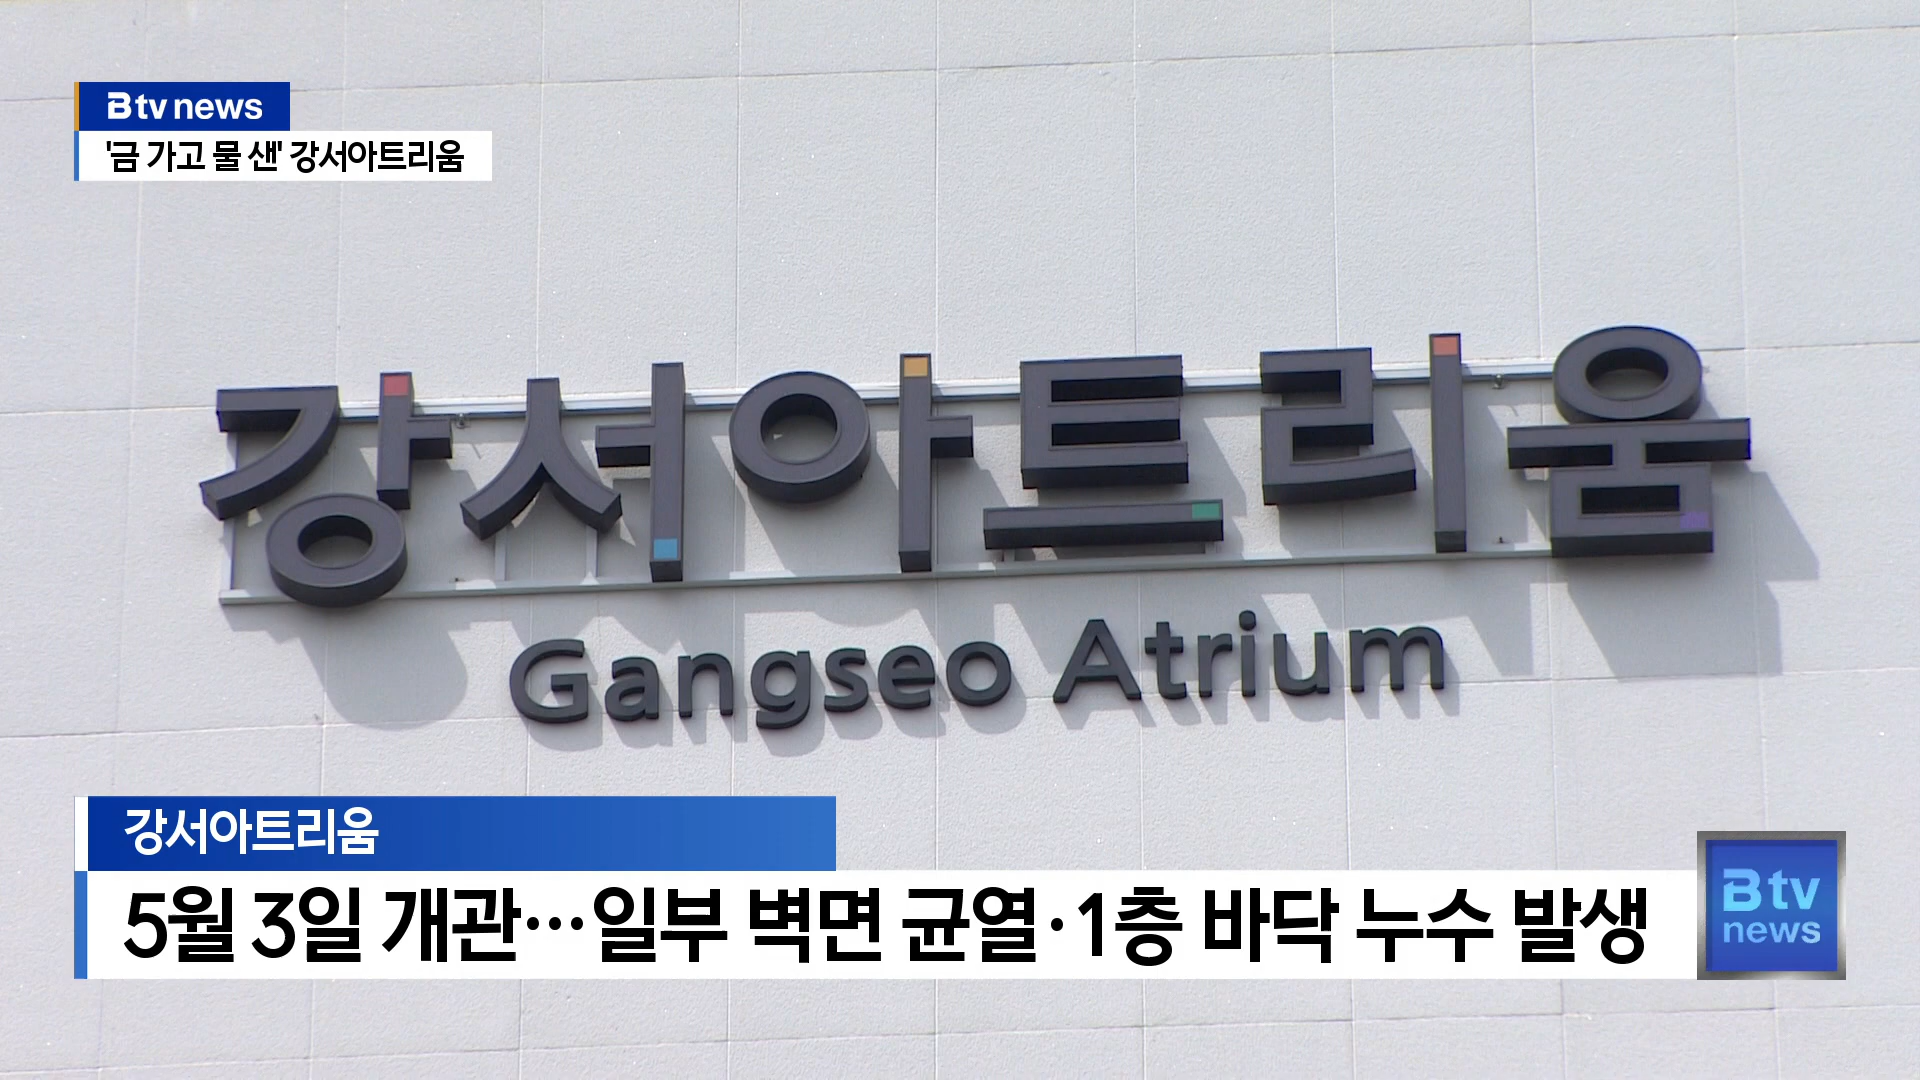 B tv news
'금 가고 물 샌' 강서아트리움
강서아트리움
Gangseo Atrium
강서아트리움
5월 3일 개관…일부 벽면 균열·1층 바닥 누수 발생
B tv
news